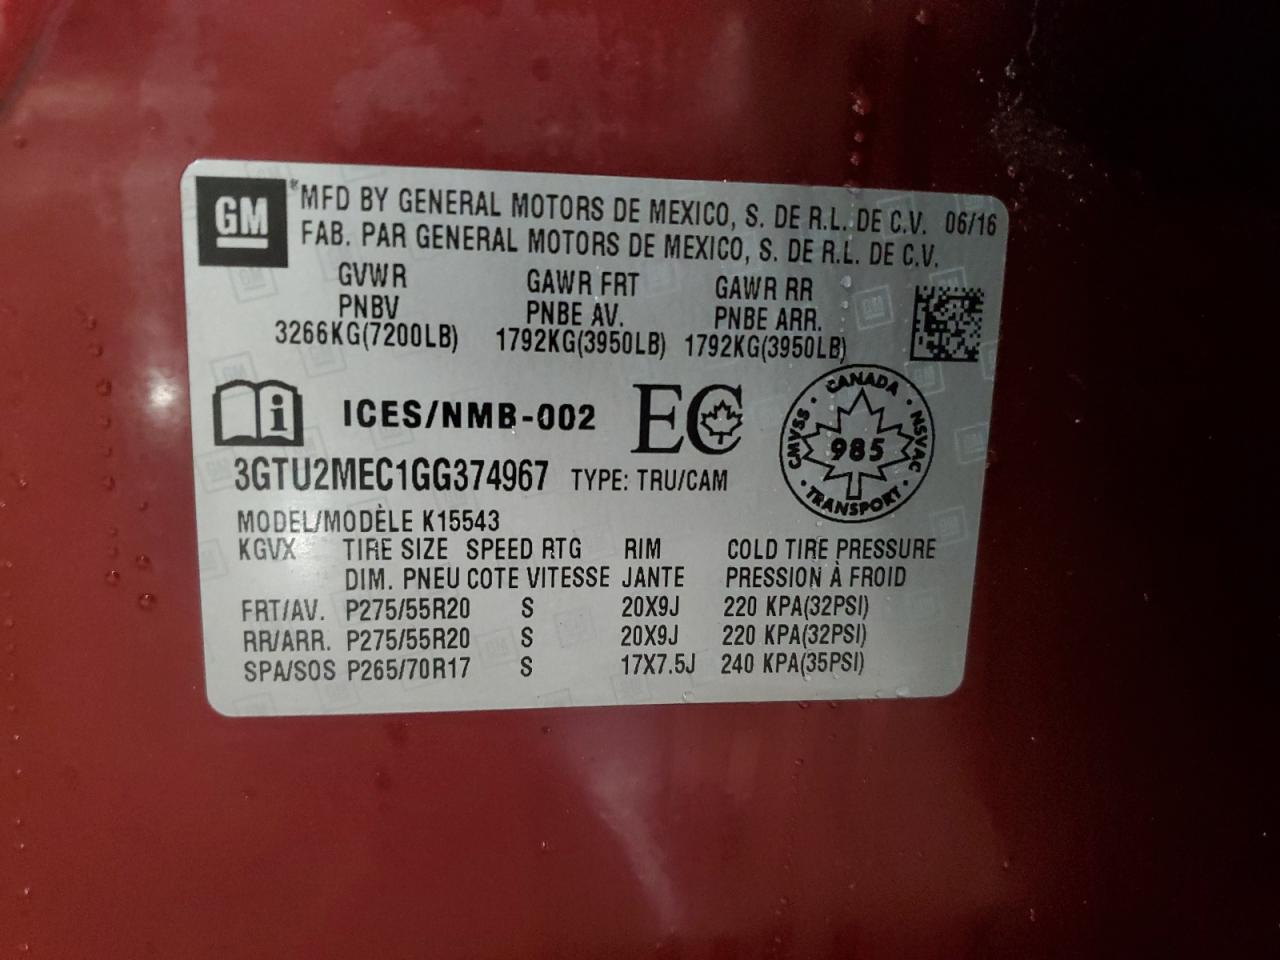 GM
*MFD BY GENERAL MOTORS DE MEXICO, S. DE R.L. DE C.V. 06/16
FAB. PAR GENERAL MOTORS DE MEXICO, S. DE R.L. DE C.V.
GVWR GAWR FRT GAWR RR
PNBV PNBE AV. PNBE ARR.
3266KG(7200LB) 1792KG(3950LB) 1792KG(3950LB)
i ICES/NMB-002 EC
CANADA
CMVSS 985 NSVAC
TRANSPORT
3GTU2MEC1GG374967 TYPE: TRU/CAM
MODEL/MODÈLE K15543
KGVX TIRE SIZE SPEED RTG RIM COLD TIRE PRESSURE
DIM. PNEU COTE VITESSE JANTE PRESSION À FROID
FRT/AV. P275/55R20 S 20X9J 220 KPA(32PSI)
RR/ARR. P275/55R20 S 20X9J 220 KPA(32PSI)
SPA/SOS P265/70R17 S 17X7.5J 240 KPA(35PSI)